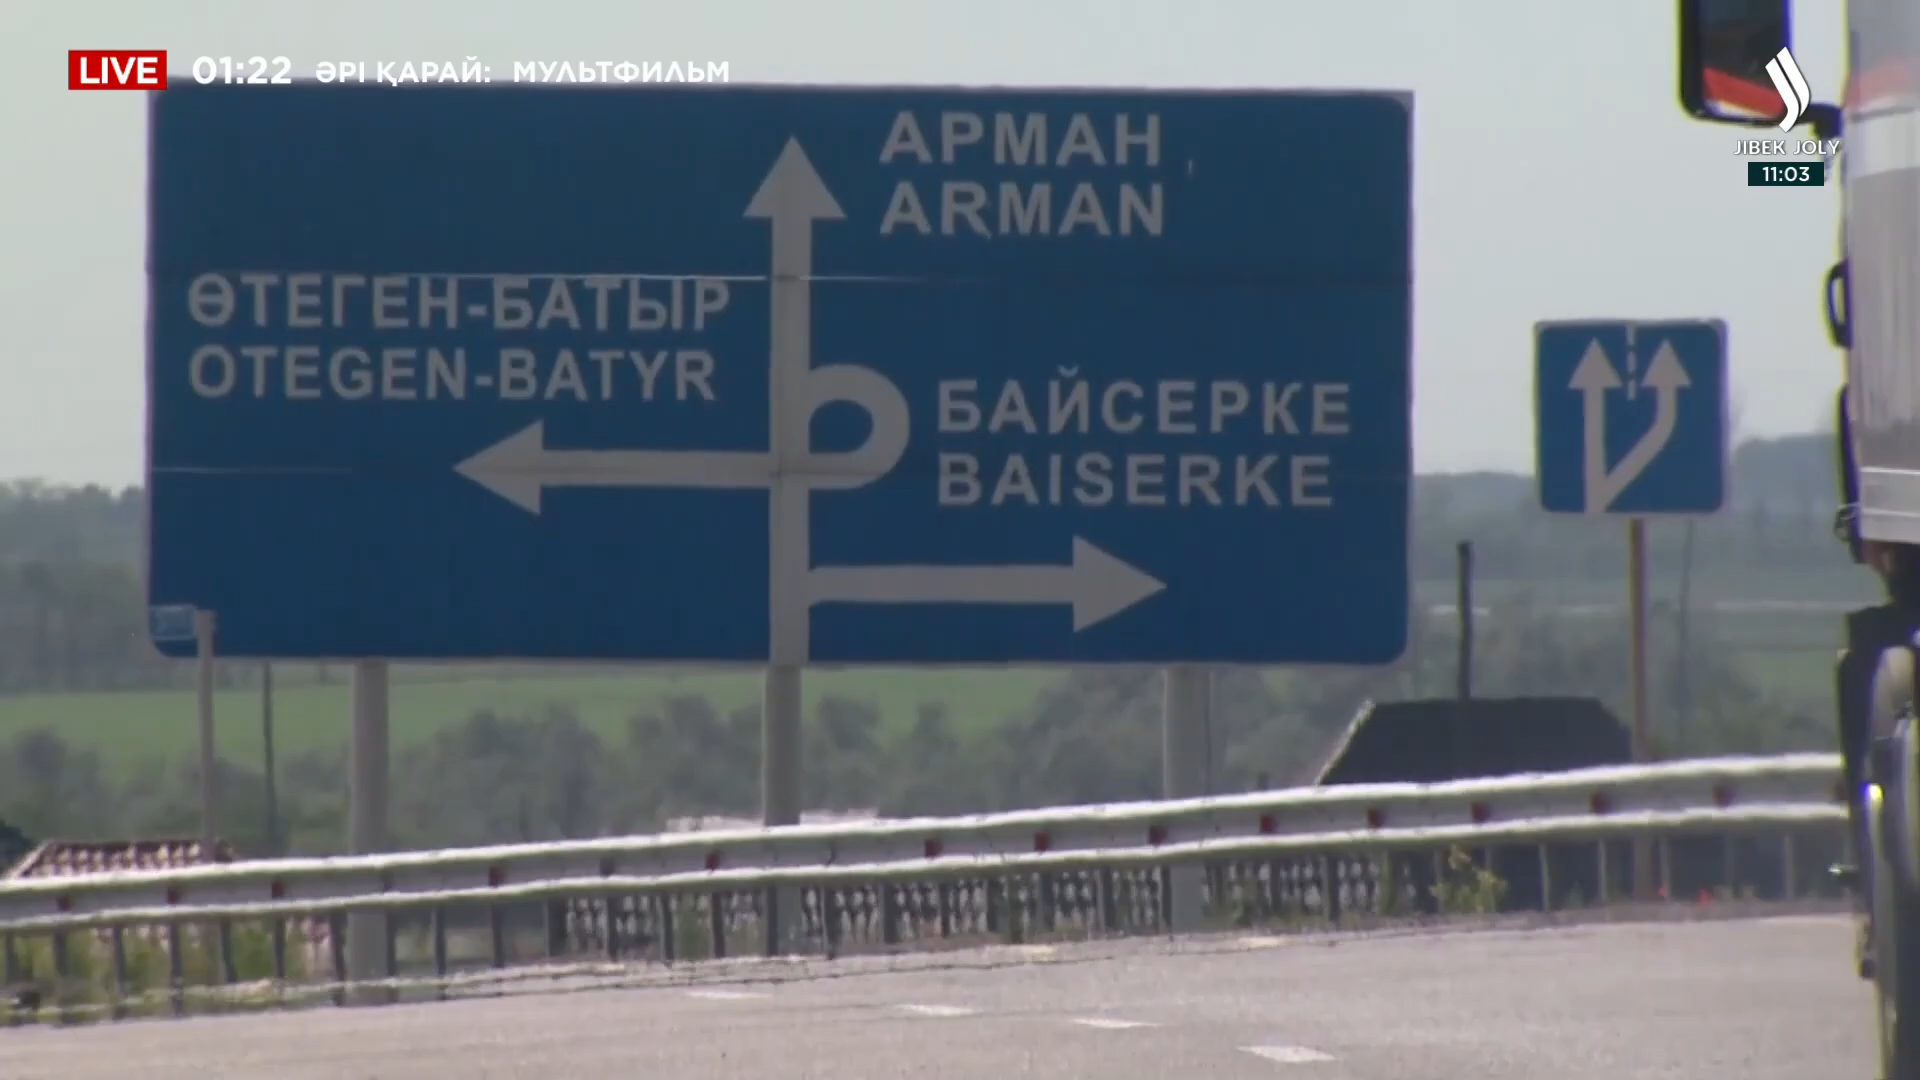 LIVE 01:22 ӘРІ ҚАРАЙ: МУЛЬТФИЛЬМ
JIBEK JOLY
11:03
АРМАН
ARMAN
ӨТЕГЕН-БАТЫР
OTEGEN-BATYR
БАЙСЕРКЕ
BAISERKE